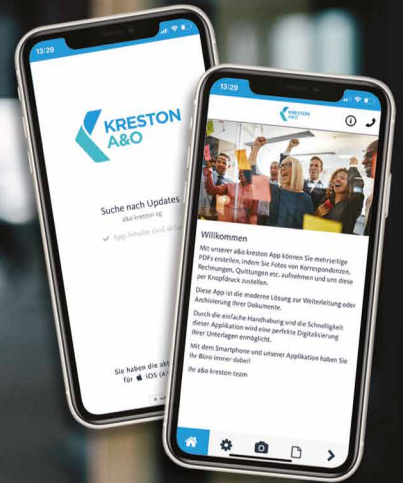 13:29
KRESTON
A&O
Suche nach Updates
a&o kreston ag
App Inhalte sind
Sie haben die
für iOS
13:29
KRESTON
A&O
Willkommen
Mit unserer a&o kreston App können Sie mehrseitige
PDFs erstellen, indem Sie Fotos von Korrespondenzen,
Rechnungen, Quittungen etc. aufnehmen und uns diese
per Knopfdruck zustellen.
Diese App ist die moderne Lösung zur Weiterleitung oder
Archivierung Ihrer Dokumente.
Durch die einfache Handhabung und die Schnelligkeit
dieser Applikation wird eine perfekte Digitalisierung
Ihrer Unterlagen ermöglicht.
Mit dem Smartphone und unserer Applikation haben Sie
Ihr Büro immer dabei!
Ihr a&o kreston-team